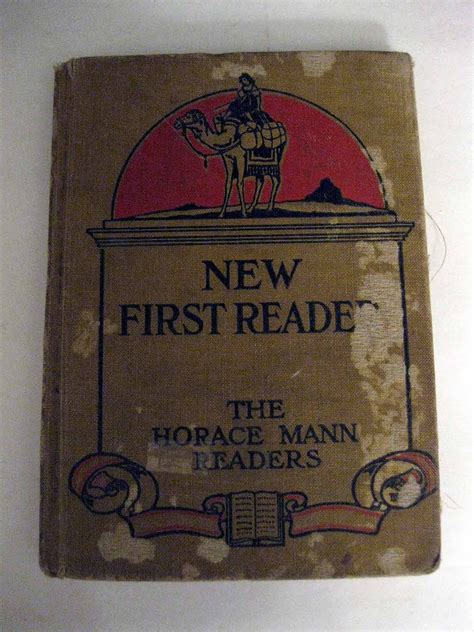 NEW
FIRST READER
THE
HORACE MANN
READERS